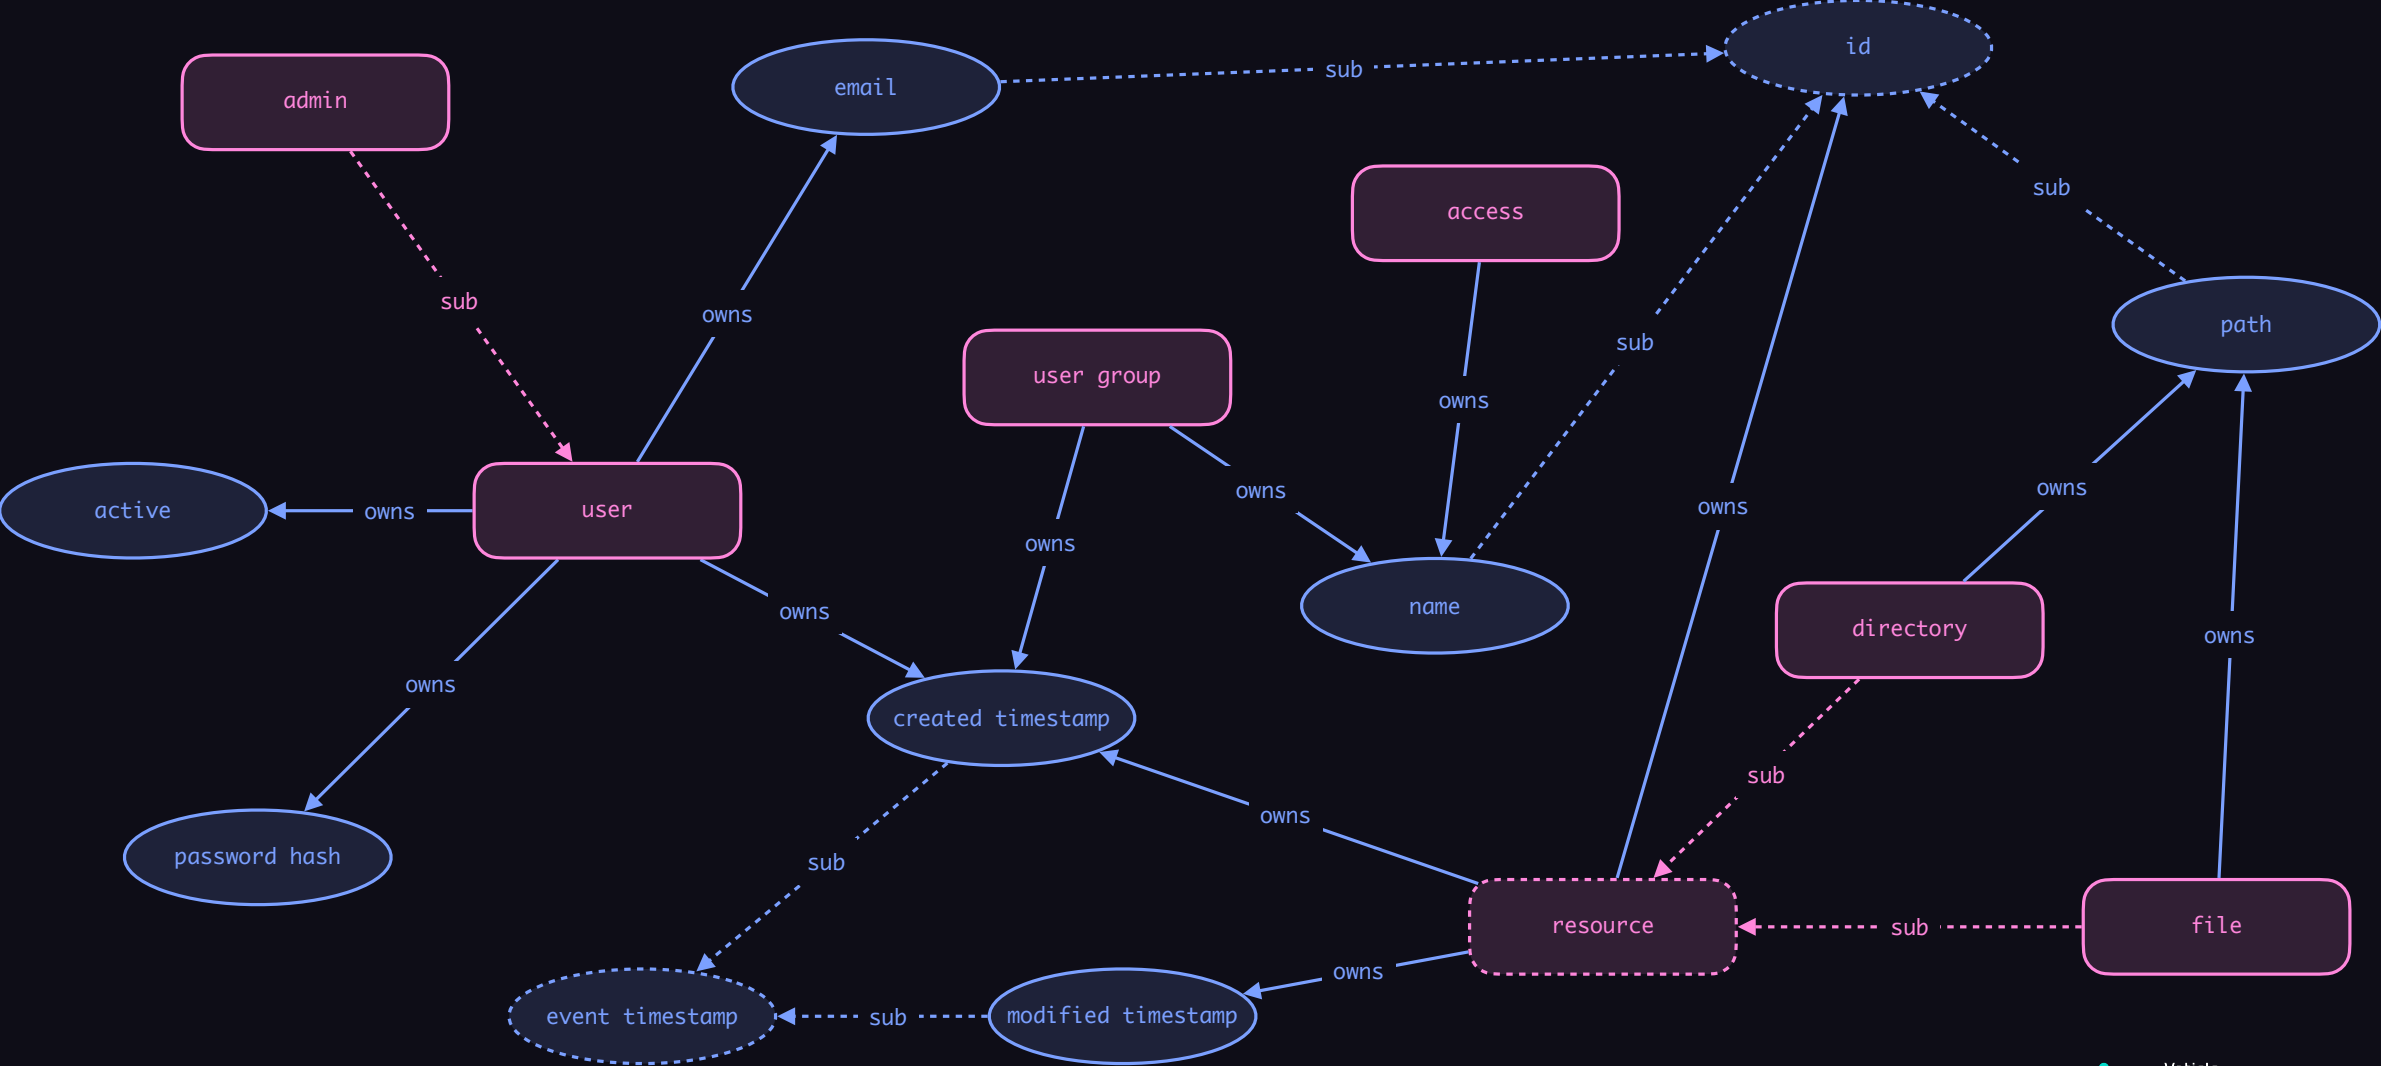 id
email
sub
admin
sub
access
sub
owns
path
sub
user group
owns
owns
owns
owns
active
owns
user
owns
owns
name
owns
directory
owns
owns
created timestamp
sub
owns
password hash
sub
resource
sub
file
owns
event timestamp
sub
modified timestamp